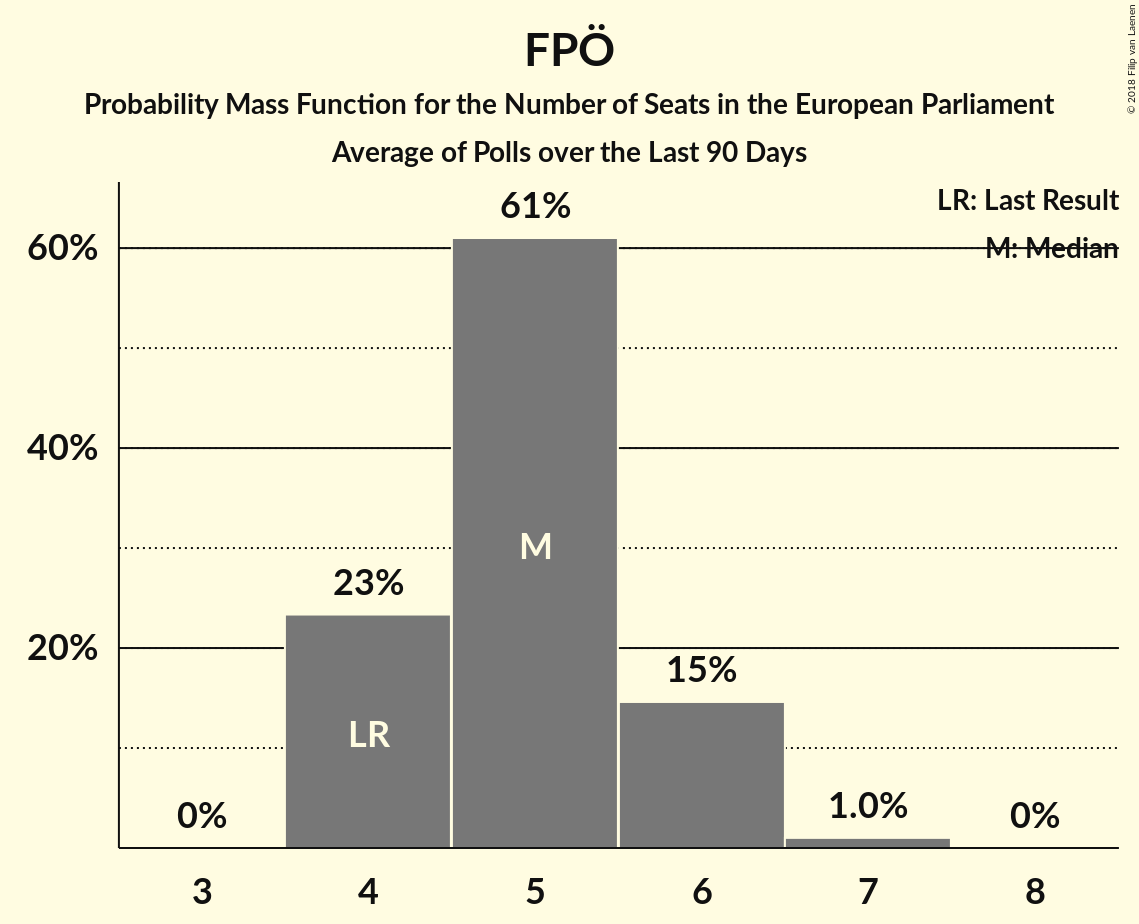 FPÖ
Probability Mass Function for the Number of Seats in the European Parliament
Average of Polls over the Last 90 Days
© 2018 Filip van Laenen
LR: Last Result
M: Median
60%
40%
20%
0%
23%
61%
15%
1.0%
0%
LR
M
3 4 5 6 7 8